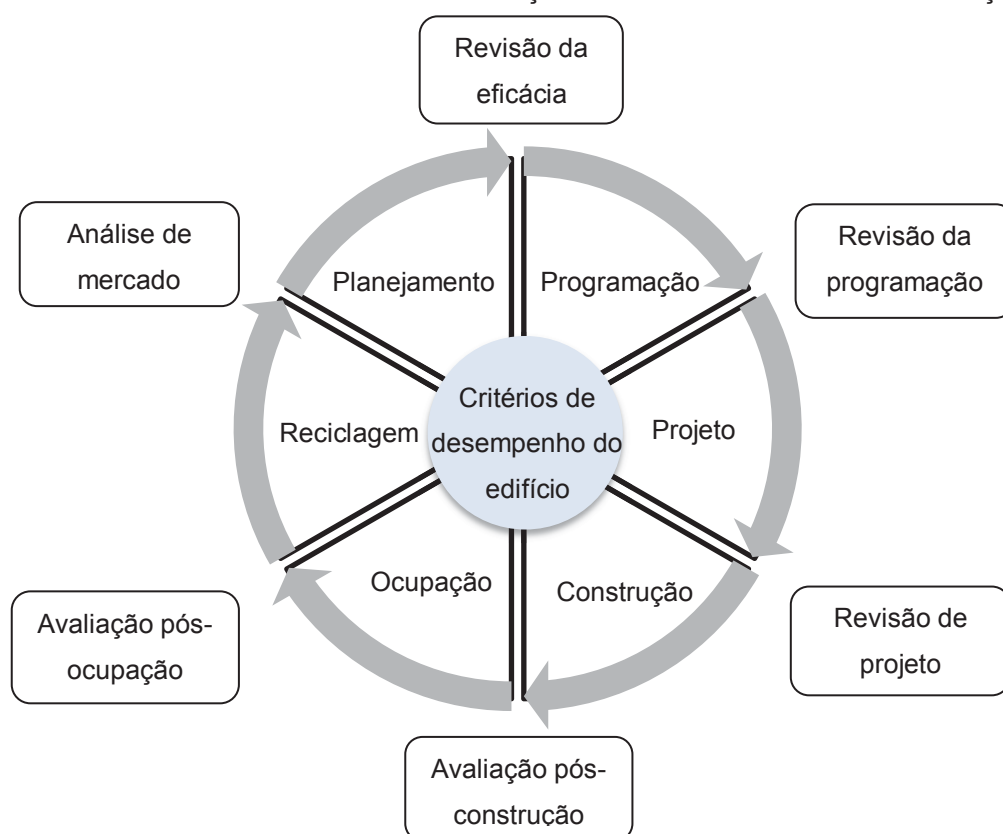 Revisão da
eficácia
Análise de
mercado
Revisão da
programação
Planejamento
Programação
Critérios de
desempenho do
edifício
Reciclagem
Projeto
Ocupação
Construção
Avaliação pós-
ocupação
Revisão de
projeto
Avaliação pós-
construção